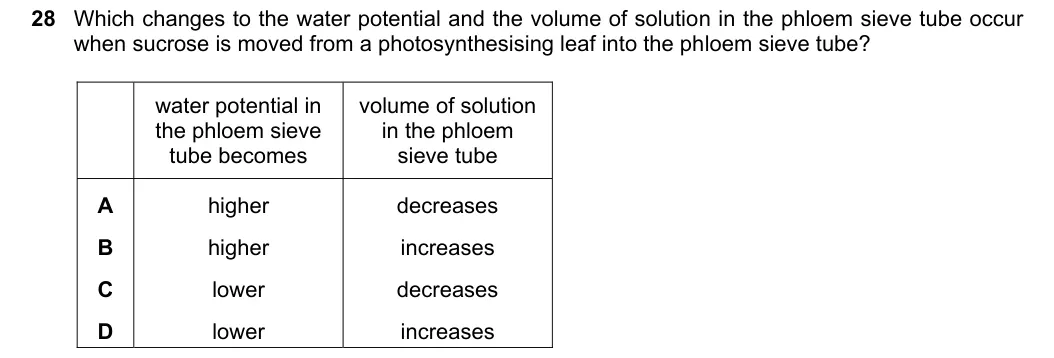 28 Which changes to the water potential and the volume of solution in the phloem sieve tube occur
when sucrose is moved from a photosynthesising leaf into the phloem sieve tube?
water potential in
the phloem sieve
tube becomes
volume of solution
in the phloem
sieve tube
A higher decreases
B higher increases
C lower decreases
D lower increases